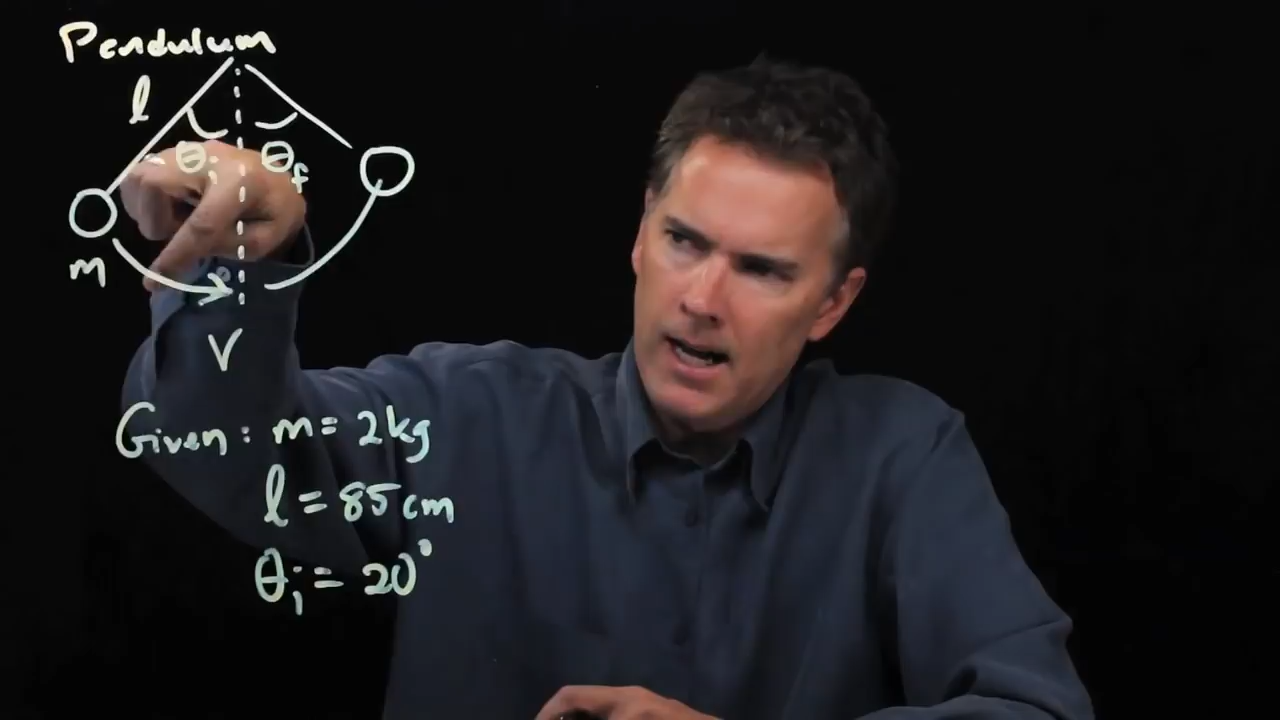 Pendulum
l
θi θf
m
v
Given: m = 2kg
l = 85 cm
θi = 20°